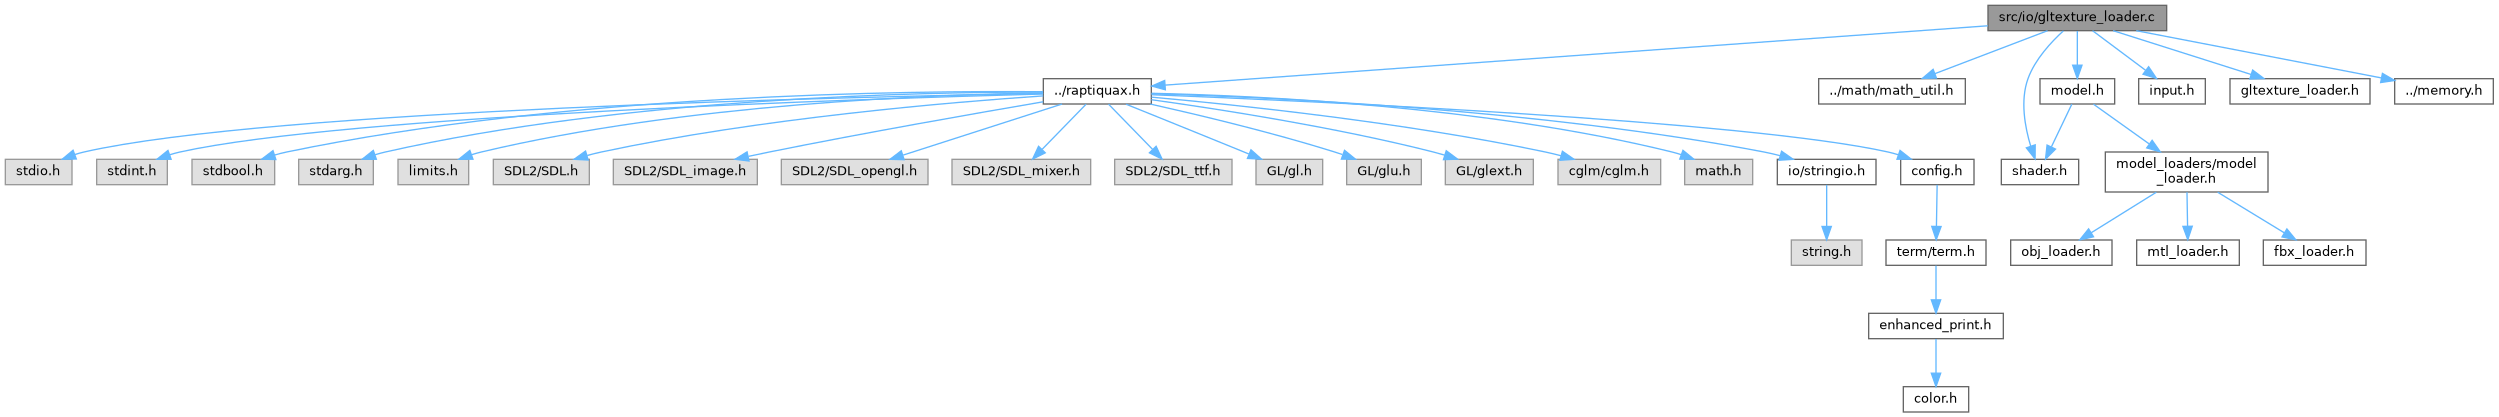 src/io/gltexture_loader.c
../raptiquax.h
../math/math_util.h
model.h
input.h
gltexture_loader.h
../memory.h
stdio.h
stdint.h
stdbool.h
stdarg.h
limits.h
SDL2/SDL.h
SDL2/SDL_image.h
SDL2/SDL_opengl.h
SDL2/SDL_mixer.h
SDL2/SDL_ttf.h
GL/gl.h
GL/glu.h
GL/glext.h
cglm/cglm.h
math.h
io/stringio.h
config.h
shader.h
model_loaders/model
_loader.h
string.h
term/term.h
obj_loader.h
mtl_loader.h
fbx_loader.h
enhanced_print.h
color.h